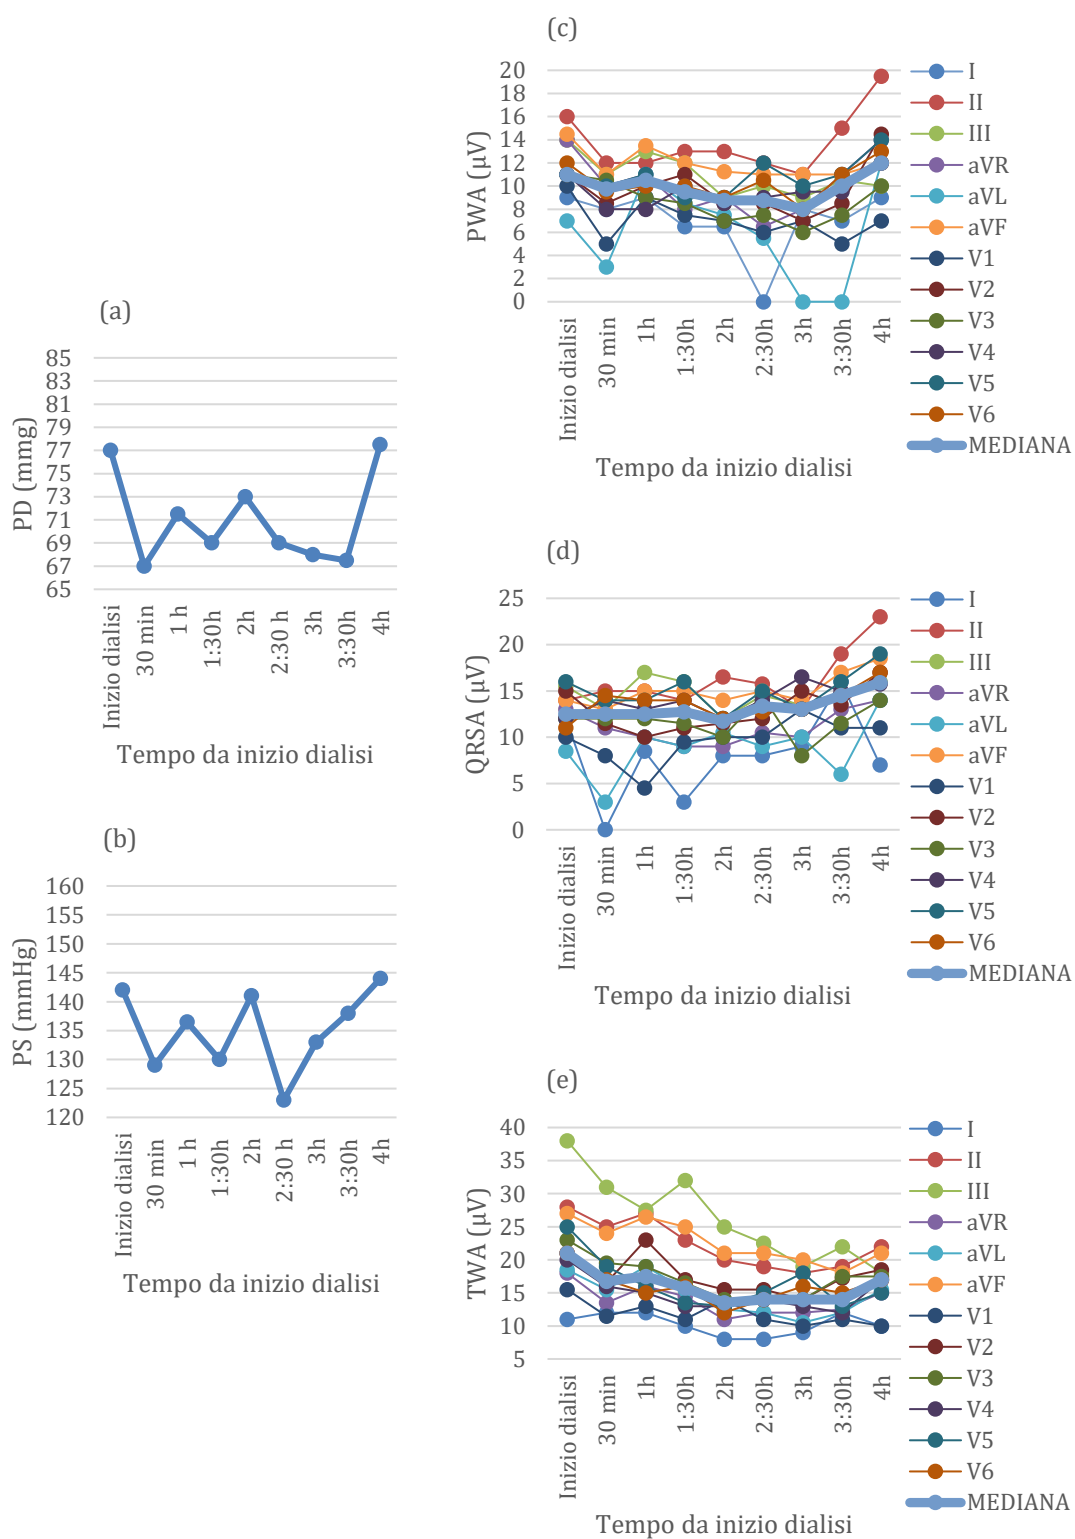 (a)
PD (mmg)
85
83
81
79
77
75
73
71
69
67
65
Inizio dialisi
30 min
1 h
1:30h
2h
2:30 h
3h
3:30h
4h
Tempo da inizio dialisi
(b)
PS (mmHg)
160
155
150
145
140
135
130
125
120
Inizio dialisi
30 min
1 h
1:30h
2h
2:30 h
3h
3:30h
4h
Tempo da inizio dialisi
(c)
PWA (µV)
20
18
16
14
12
10
8
6
4
2
0
Inizio dialisi
30 min
1h
1:30h
2h
2:30h
3h
3:30h
4h
Tempo da inizio dialisi
I
II
III
aVR
aVL
aVF
V1
V2
V3
V4
V5
V6
MEDIANA
(d)
QRSA (µV)
25
20
15
10
5
0
Inizio dialisi
30 min
1h
1:30h
2h
2:30h
3h
3:30h
4h
Tempo da inizio dialisi
I
II
III
aVR
aVL
aVF
V1
V2
V3
V4
V5
V6
MEDIANA
(e)
TWA (µV)
40
35
30
25
20
15
10
5
Inizio dialisi
30 min
1h
1:30h
2h
2:30h
3h
3:30h
4h
Tempo da inizio dialisi
I
II
III
aVR
aVL
aVF
V1
V2
V3
V4
V5
V6
MEDIANA